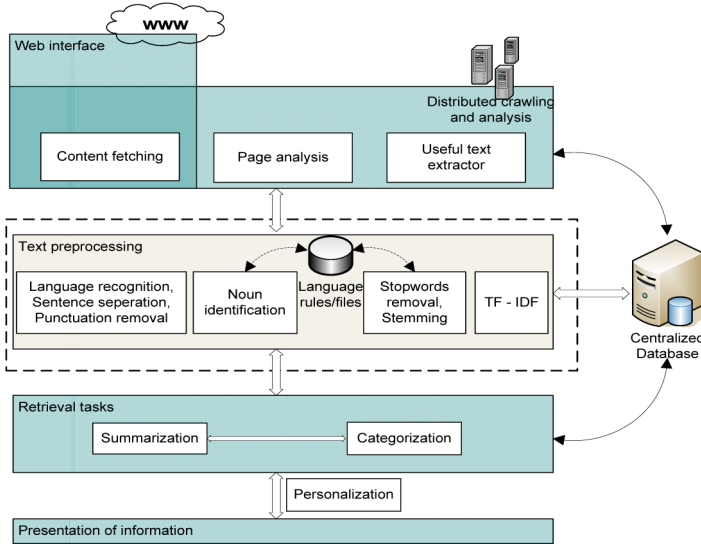 www
Web interface
Distributed crawling
and analysis
Content fetching
Page analysis
Useful text
extractor
Text preprocessing
Language recognition,
Sentence seperation,
Punctuation removal
Noun
identification
Language
rules/files
Stopwords
removal,
Stemming
TF - IDF
Centralized
Database
Retrieval tasks
Summarization
Categorization
Personalization
Presentation of information